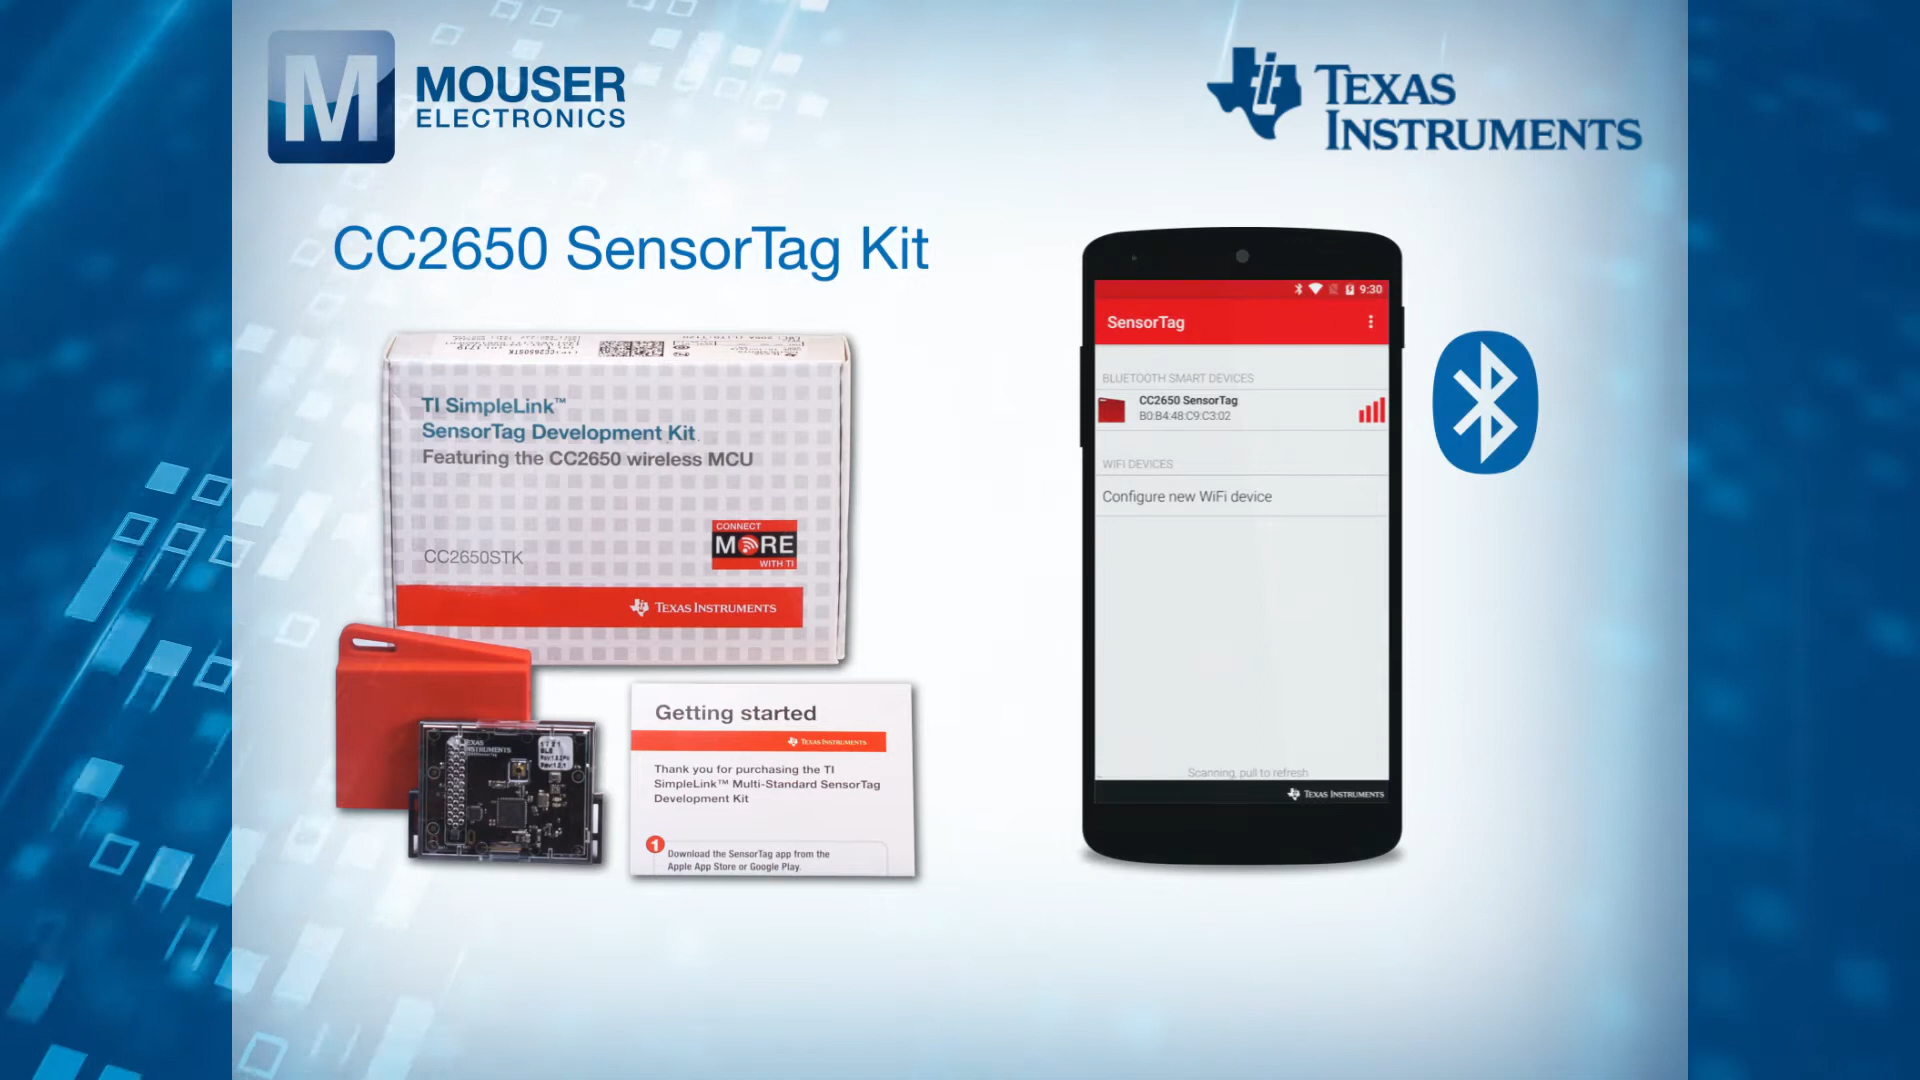 M
MOUSER
ELECTRONICS
TEXAS
INSTRUMENTS
CC2650 SensorTag Kit
TI SimpleLink™
SensorTag Development Kit
Featuring the CC2650 wireless MCU
CC2650STK
CONNECT
MORE
WITH TI
TEXAS INSTRUMENTS
TEXAS
INSTRUMENTS
Getting started
TEXAS INSTRUMENTS
Thank you for purchasing the TI
SimpleLink™ Multi-Standard SensorTag
Development Kit
1
Download the SensorTag app from the
Apple App Store or Google Play.
9:30
SensorTag
BLUETOOTH SMART DEVICES
CC2650 SensorTag
B0:B4:48:C9:C3:02
WIFI DEVICES
Configure new WiFi device
Scanning, pull to refresh
TEXAS INSTRUMENTS